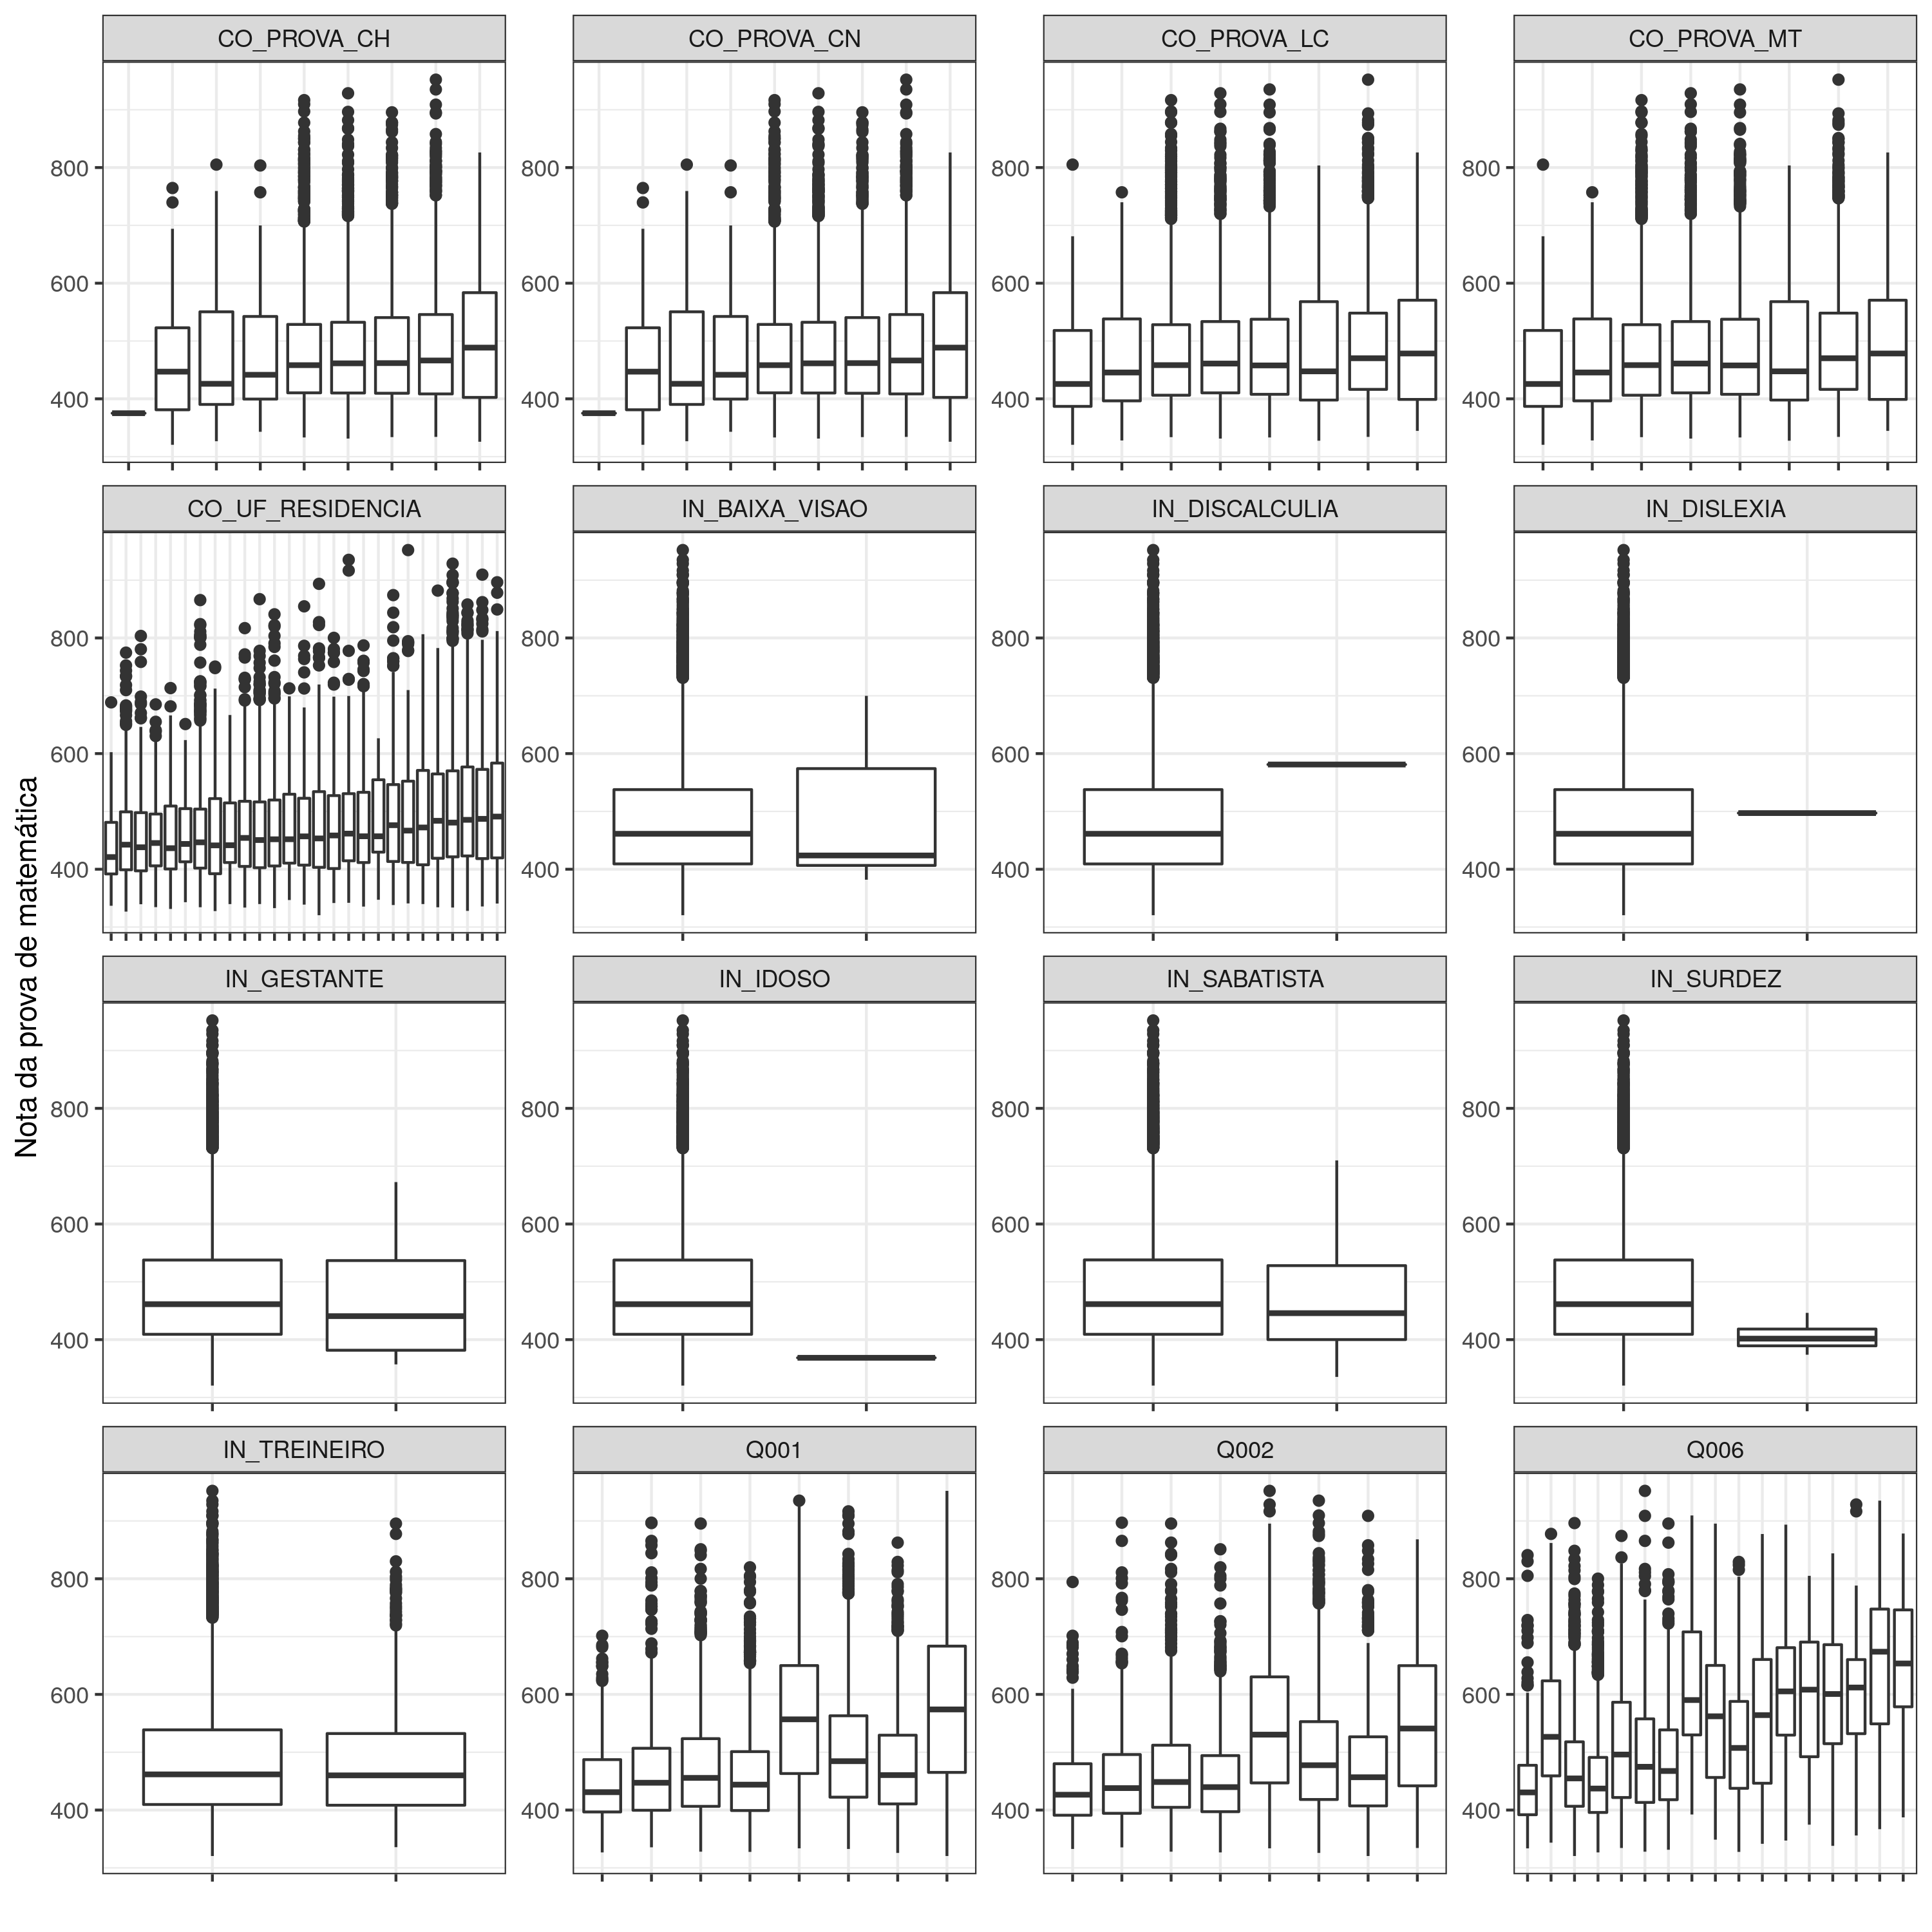 CO_PROVA_CH CO_PROVA_CN CO_PROVA_LC CO_PROVA_MT
800 800 800 800
600 600 600 600
400 400 400 400
CO_UF_RESIDENCIA IN_BAIXA_VISAO IN_DISCALCULIA IN_DISLEXIA
800 800 800 800
600 600 600 600
400 400 400 400
Nota da prova de matemática
IN_GESTANTE IN_IDOSO IN_SABATISTA IN_SURDEZ
800 800 800 800
600 600 600 600
400 400 400 400
IN_TREINEIRO Q001 Q002 Q006
800 800 800 800
600 600 600 600
400 400 400 400